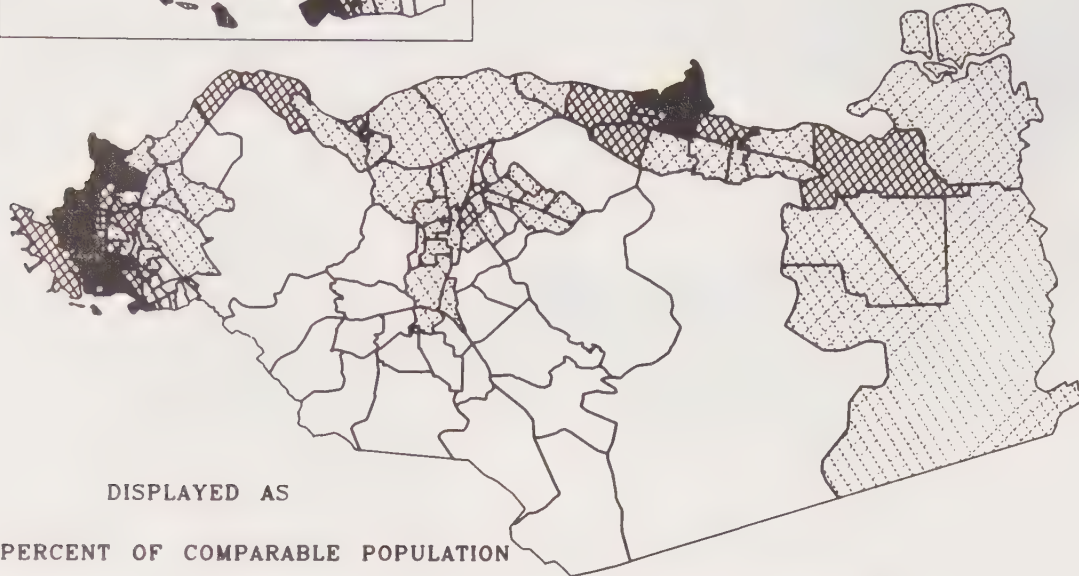 DISPLAYED AS
PERCENT OF COMPARABLE POPULATION